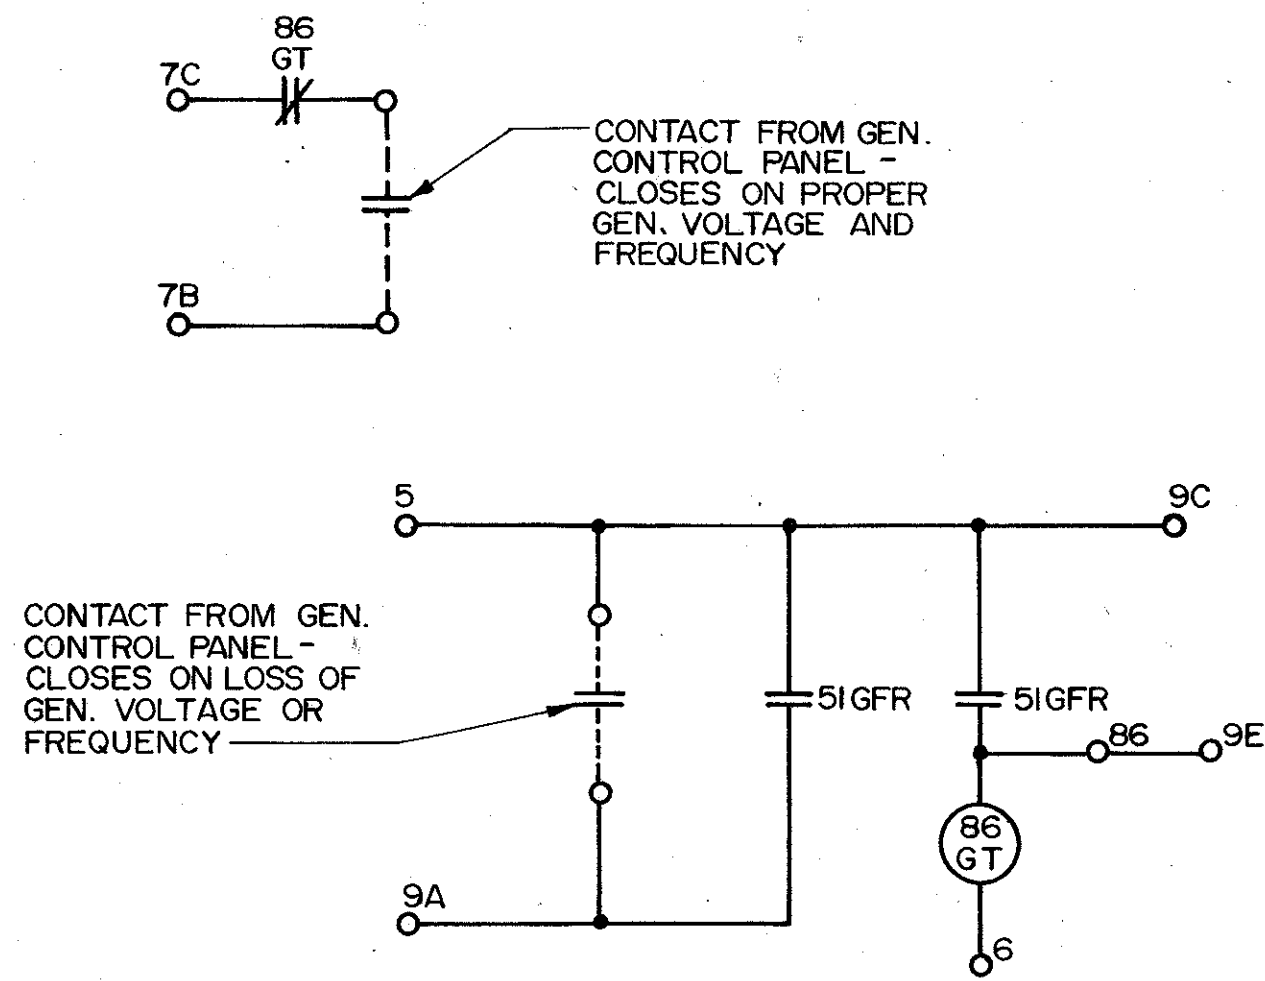 86
GT
7C
CONTACT FROM GEN.
CONTROL PANEL -
CLOSES ON PROPER
GEN. VOLTAGE AND
FREQUENCY
7B
5
9C
CONTACT FROM GEN.
CONTROL PANEL -
CLOSES ON LOSS OF
GEN. VOLTAGE OR
FREQUENCY
51GFR
51GFR
86
9E
86
GT
9A
6